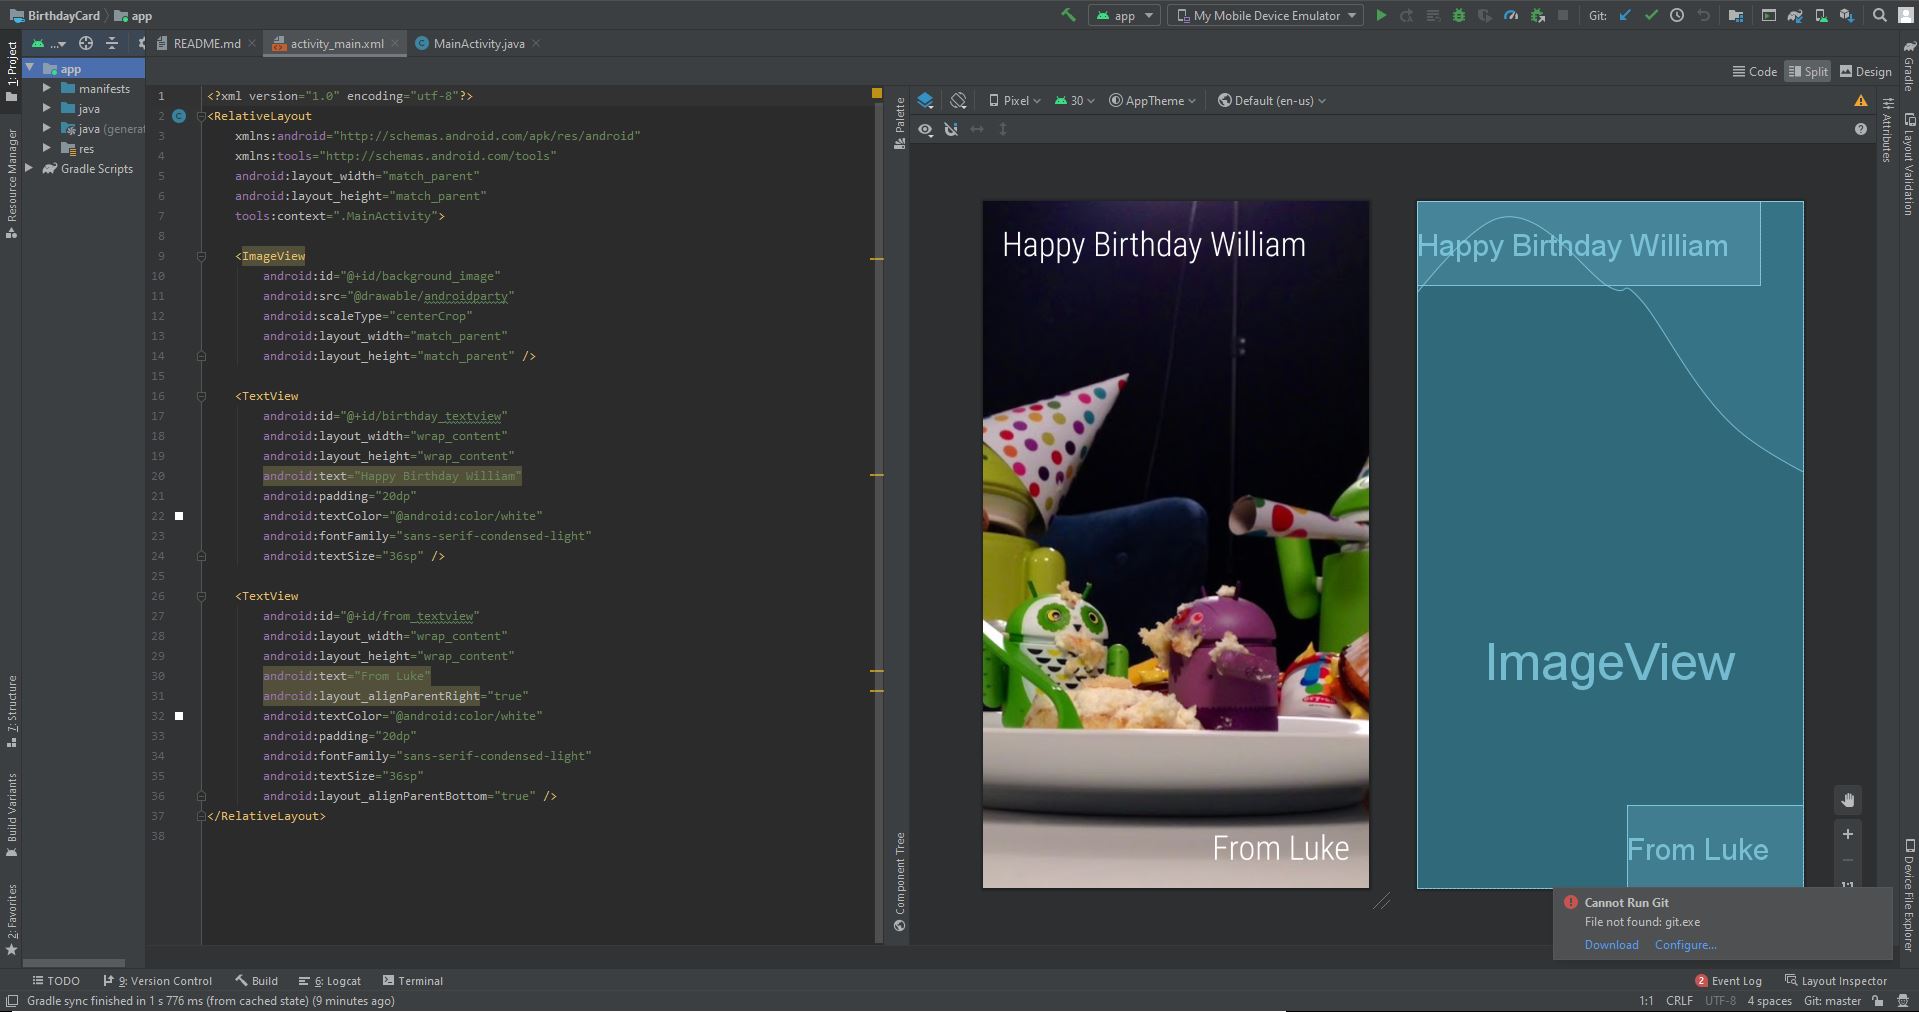 BirthdayCard app
app
My Mobile Device Emulator
Git:
...
README.md
activity_main.xml
MainActivity.java
Code
Split
Design
1: Project
Resource Manager
7: Structure
Build Variants
2: Favorites
app
manifests
java
java (generat
res
Gradle Scripts
1 <?xml version="1.0" encoding="utf-8"?>
2 <RelativeLayout
3 xmlns:android="http://schemas.android.com/apk/res/android"
4 xmlns:tools="http://schemas.android.com/tools"
5 android:layout_width="match_parent"
6 android:layout_height="match_parent"
7 tools:context=".MainActivity">
8
9 <ImageView
10 android:id="@+id/background_image"
11 android:src="@drawable/androidparty"
12 android:scaleType="centerCrop"
13 android:layout_width="match_parent"
14 android:layout_height="match_parent" />
15
16 <TextView
17 android:id="@+id/birthday_textview"
18 android:layout_width="wrap_content"
19 android:layout_height="wrap_content"
20 android:text="Happy Birthday William"
21 android:padding="20dp"
22 android:textColor="@android:color/white"
23 android:fontFamily="sans-serif-condensed-light"
24 android:textSize="36sp" />
25
26 <TextView
27 android:id="@+id/from_textview"
28 android:layout_width="wrap_content"
29 android:layout_height="wrap_content"
30 android:text="From Luke"
31 android:layout_alignParentRight="true"
32 android:textColor="@android:color/white"
33 android:padding="20dp"
34 android:fontFamily="sans-serif-condensed-light"
35 android:textSize="36sp"
36 android:layout_alignParentBottom="true" />
37 </RelativeLayout>
38
Palette
Component Tree
Pixel
30
AppTheme
Default (en-us)
Happy Birthday William
From Luke
Happy Birthday William
ImageView
From Luke
Attributes
Gradle
Layout Validation
Device File Explorer
Cannot Run Git
File not found: git.exe
Download Configure...
TODO
9: Version Control
Build
6: Logcat
Terminal
2 Event Log
Layout Inspector
Gradle sync finished in 1 s 776 ms (from cached state) (9 minutes ago)
1:1 CRLF UTF-8 4 spaces Git: master